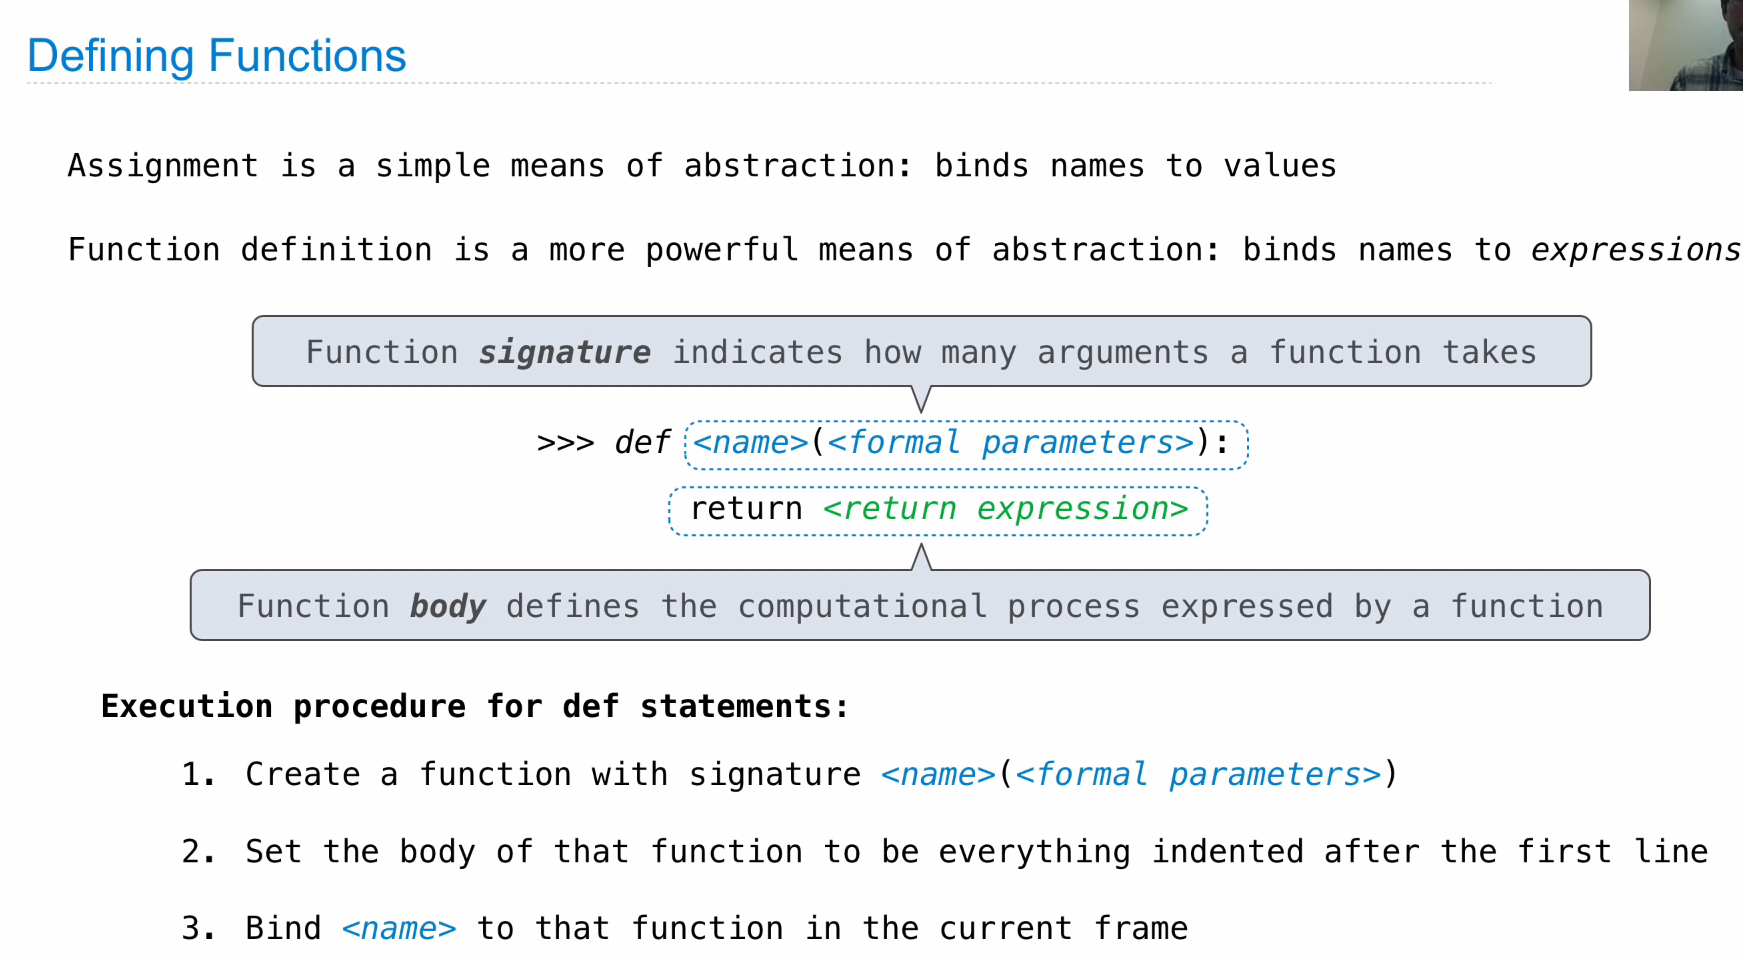 Defining Functions
Assignment is a simple means of abstraction: binds names to values
Function definition is a more powerful means of abstraction: binds names to expressions
Function signature indicates how many arguments a function takes
>>> def <name>(<formal parameters>):
return <return expression>
Function body defines the computational process expressed by a function
Execution procedure for def statements:
1. Create a function with signature <name>(<formal parameters>)
2. Set the body of that function to be everything indented after the first line
3. Bind <name> to that function in the current frame